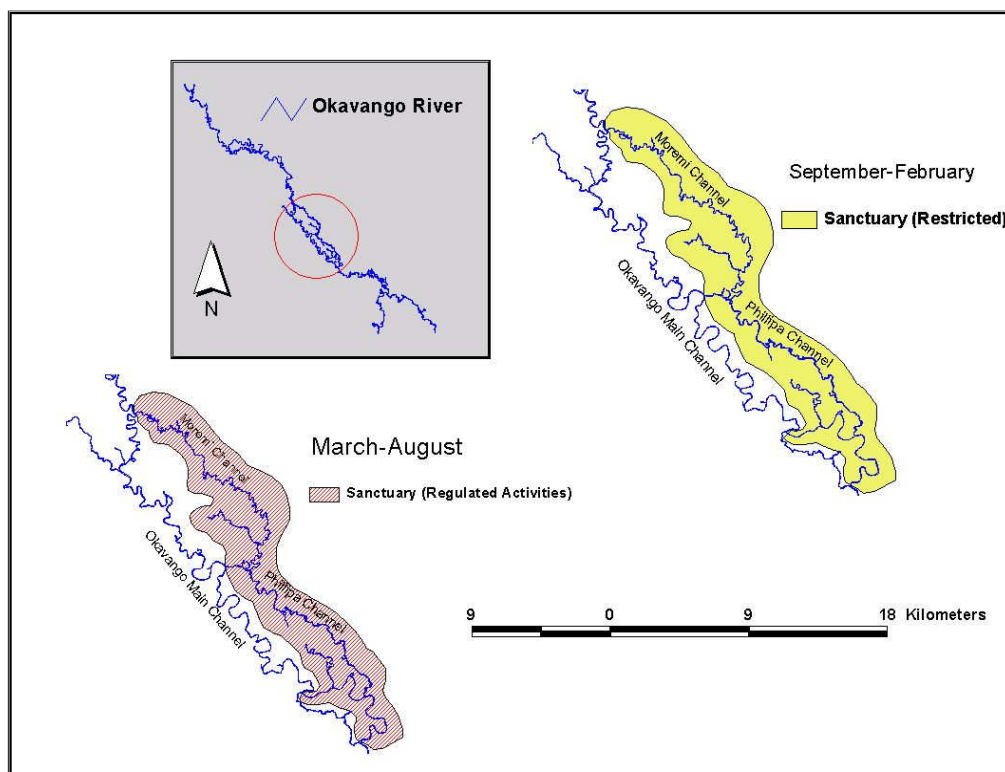 Okavango River
N
Moremi Channel
September-February
Sanctuary (Restricted)
Okavango Main Channel
Phillipa Channel
March-August
Sanctuary (Regulated Activities)
Moremi Channel
Okavango Main Channel
Phillipa Channel
9 0 9 18 Kilometers